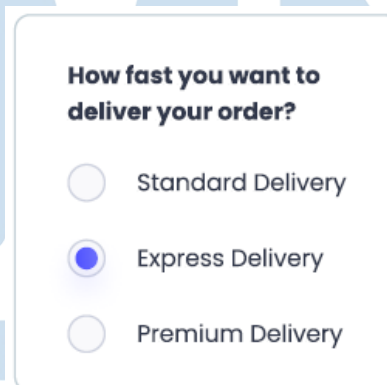 How fast you want to
deliver your order?
Standard Delivery
Express Delivery
Premium Delivery